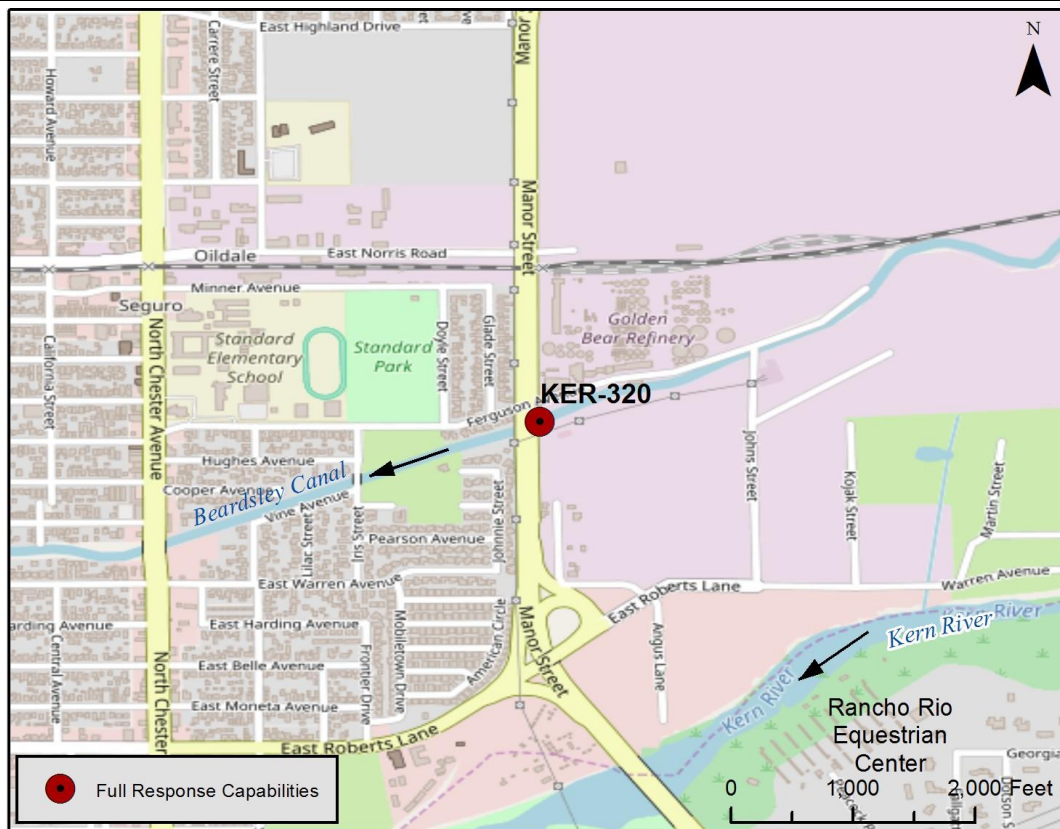 East Highland Drive
N
Carrere Street
Manor S
Howard Avenue
Manor Street
Oildale
East Norris Road
Minner Avenue
Seguro
Golden
Bear Refinery
Standard
Elementary
School
Standard
Park
Doyle Street
Glade Street
California Street
North Chester Avenue
KER-320
Ferguson A
Hughes Avenue
Cooper Avenue
Beardsley Canal
Vine Avenue
Lilac Street
Iris Street
Pearson Avenue
Johnnie Street
Johns Street
Kojak Street
Martin Street
East Warren Avenue
East Roberts Lane
Warren Avenue
Kern River
Kern River
Kern River
arding Avenue
East Harding Avenue
Central Avenue
Frontier Drive
Mobiletown Drive
American Circle
Manor Street
Angus Lane
East Belle Avenue
East Moneta Avenue
North Chester
East Roberts Lane
Rancho Rio
Equestrian
Center
Georgia
Full Response Capabilities
0 1,000 2,000 Feet